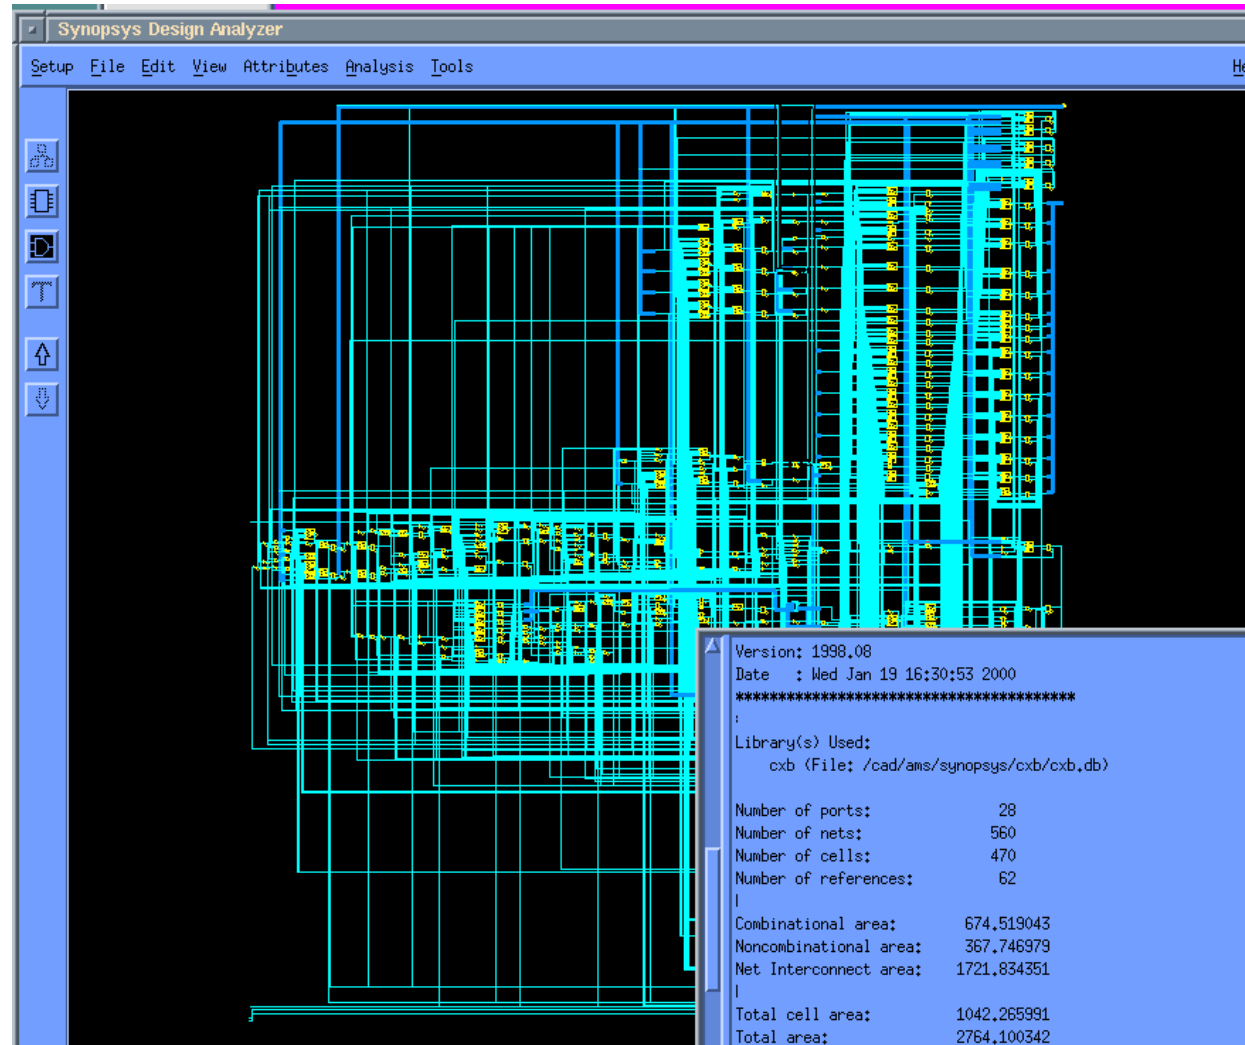 Synopsys Design Analyzer
Setup File Edit View Attributes Analysis Tools He
T
Version: 1998.08
Date : Wed Jan 19 16:30:53 2000
****************************************
:
Library(s) Used:
cxb (File: /cad/ams/synopsys/cxb/cxb.db)
Number of ports: 28
Number of nets: 560
Number of cells: 470
Number of references: 62
Combinational area: 674.519043
Noncombinational area: 367.746979
Net Interconnect area: 1721.834351
Total cell area: 1042.265991
Total area: 2764.100342